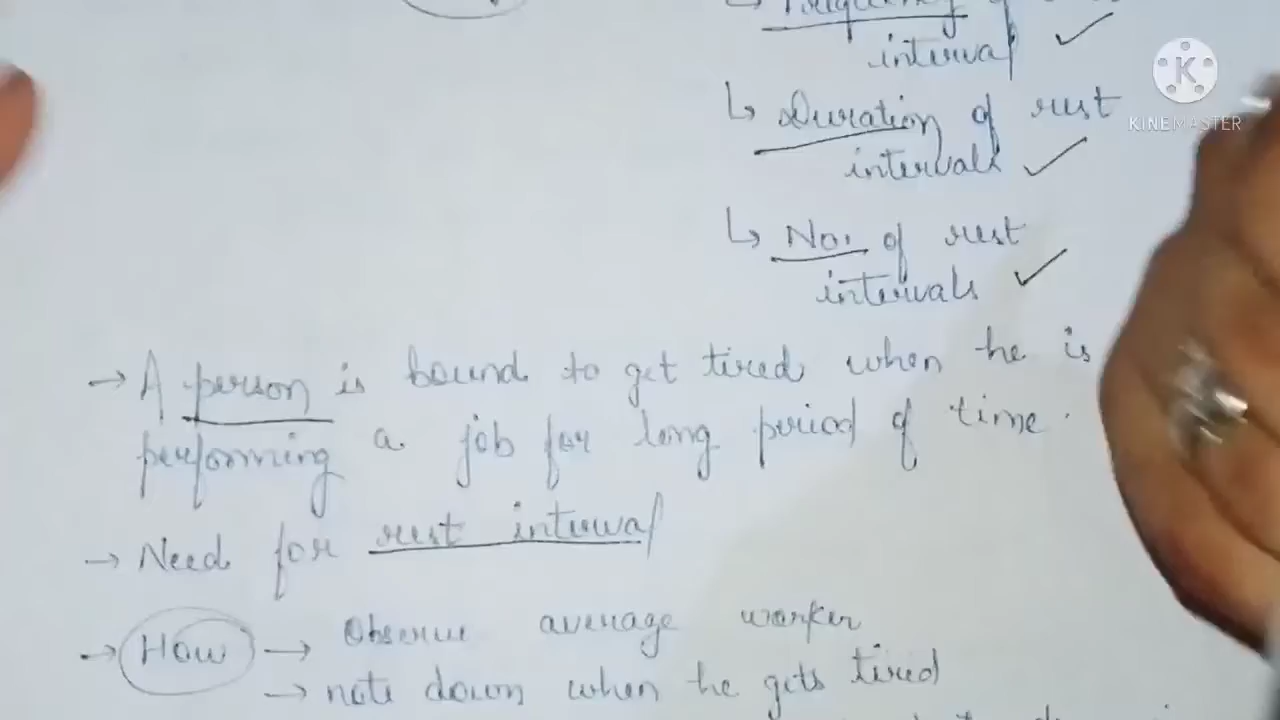 ↳ Frequency of
interval ✓
↳ Duration of rest
intervals ✓
↳ No. of rest
intervals ✓
→ A person is bound to get tired when he is
performing a job for long period of time.
→ Need for rest interval
→ How → Observe average worker
→ note down when he gets tired
KINEMASTER